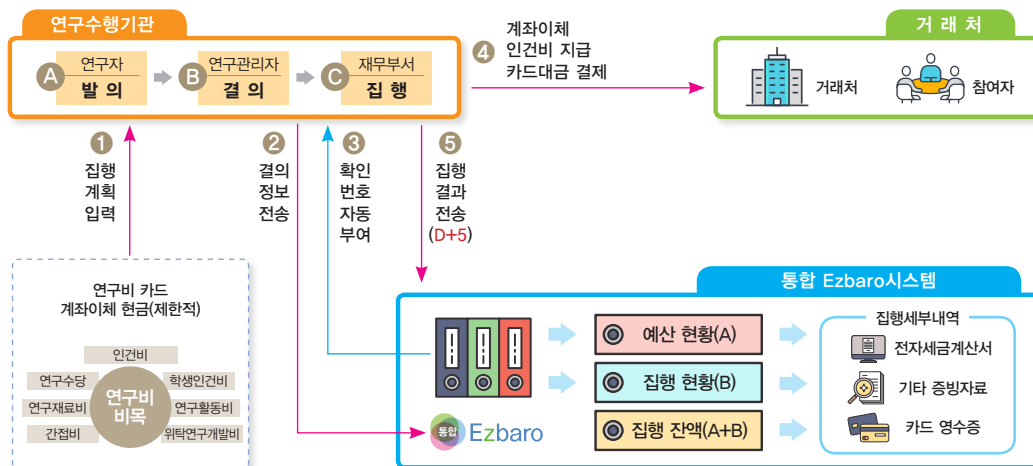 연구수행기관
A
연구자
발 의
B
연구관리자
결 의
C
재무부서
집 행
4
계좌이체
인건비 지급
카드대금 결제
거 래 처
거래처
참여자
1
집행
계획
입력
2
결의
정보
전송
3
확인
번호
자동
부여
5
집행
결과
전송
(D+5)
연구비 카드
계좌이체 현금(제한적)
인건비
연구수당
학생인건비
연구재료비
연구활동비
간접비
위탁연구개발비
연구비
비목
통합 Ezbaro시스템
통합 Ezbaro
예산 현황(A)
집행 현황(B)
집행 잔액(A+B)
집행세부내역
전자세금계산서
기타 증빙자료
카드 영수증